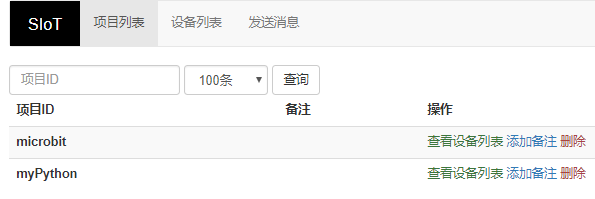 SIoT 项目列表 设备列表 发送消息
项目ID 100条 查询
项目ID 备注 操作
microbit 查看设备列表 添加备注 删除
myPython 查看设备列表 添加备注 删除